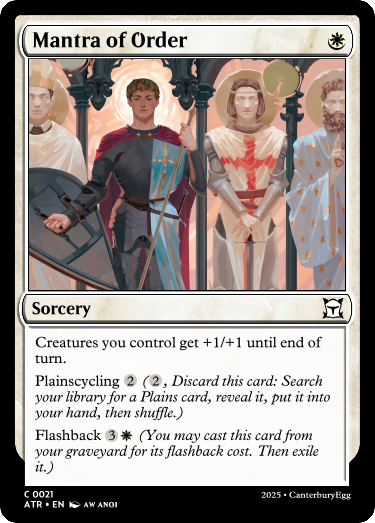 Mantra of Order
Sorcery
Creatures you control get +1/+1 until end of
turn.
Plainscycling 2 (2, Discard this card: Search
your library for a Plains card, reveal it, put it into
your hand, then shuffle.)
Flashback 3 (You may cast this card from
your graveyard for its flashback cost. Then exile
it.)
C 0021
ATR • EN AW ANOI
2025 • CanterburyEgg